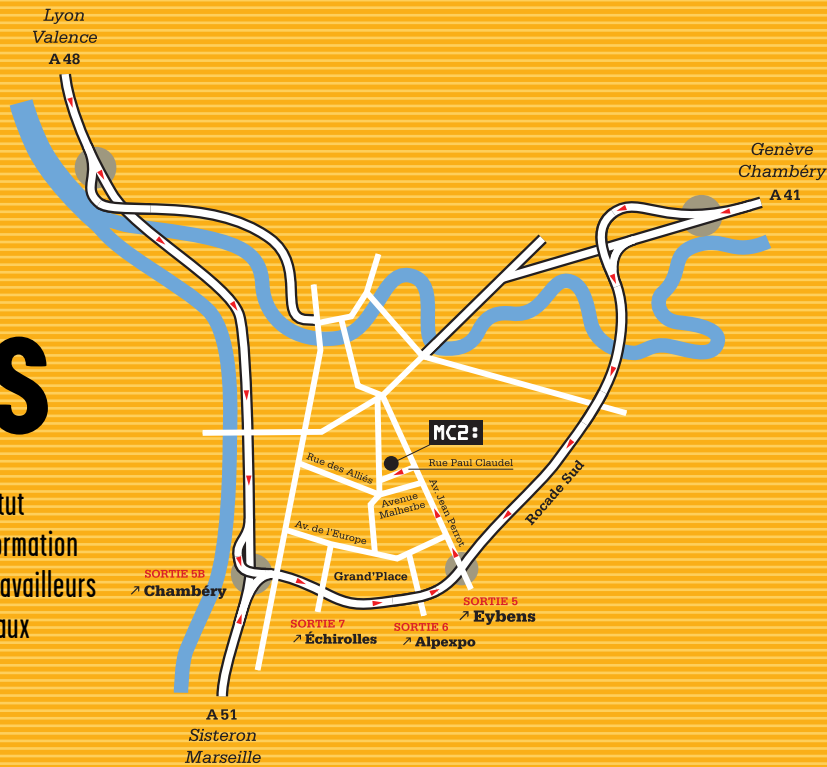 Lyon
Valence
A 48
Genève
Chambéry
A 41
S
MC2:
Rue Paul Claudel
Rue des Alliés
Avenue
Malherbe
Av. Jean Perrot
Av. de l'Europe
Rocade Sud
Grand'Place
tut
ormation
availleurs
aux
SORTIE 5B
↗ Chambéry
SORTIE 7
↗ Échirolles
SORTIE 6
↗ Alpexpo
SORTIE 5
↗ Eybens
A 51
Sisteron
Marseille